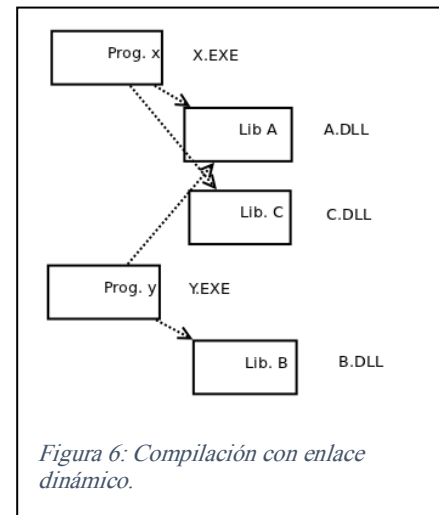 Prog. x X.EXE
Lib A A.DLL
Lib. C C.DLL
Prog. y Y.EXE
Lib. B B.DLL
Figura 6: Compilación con enlace
dinámico.